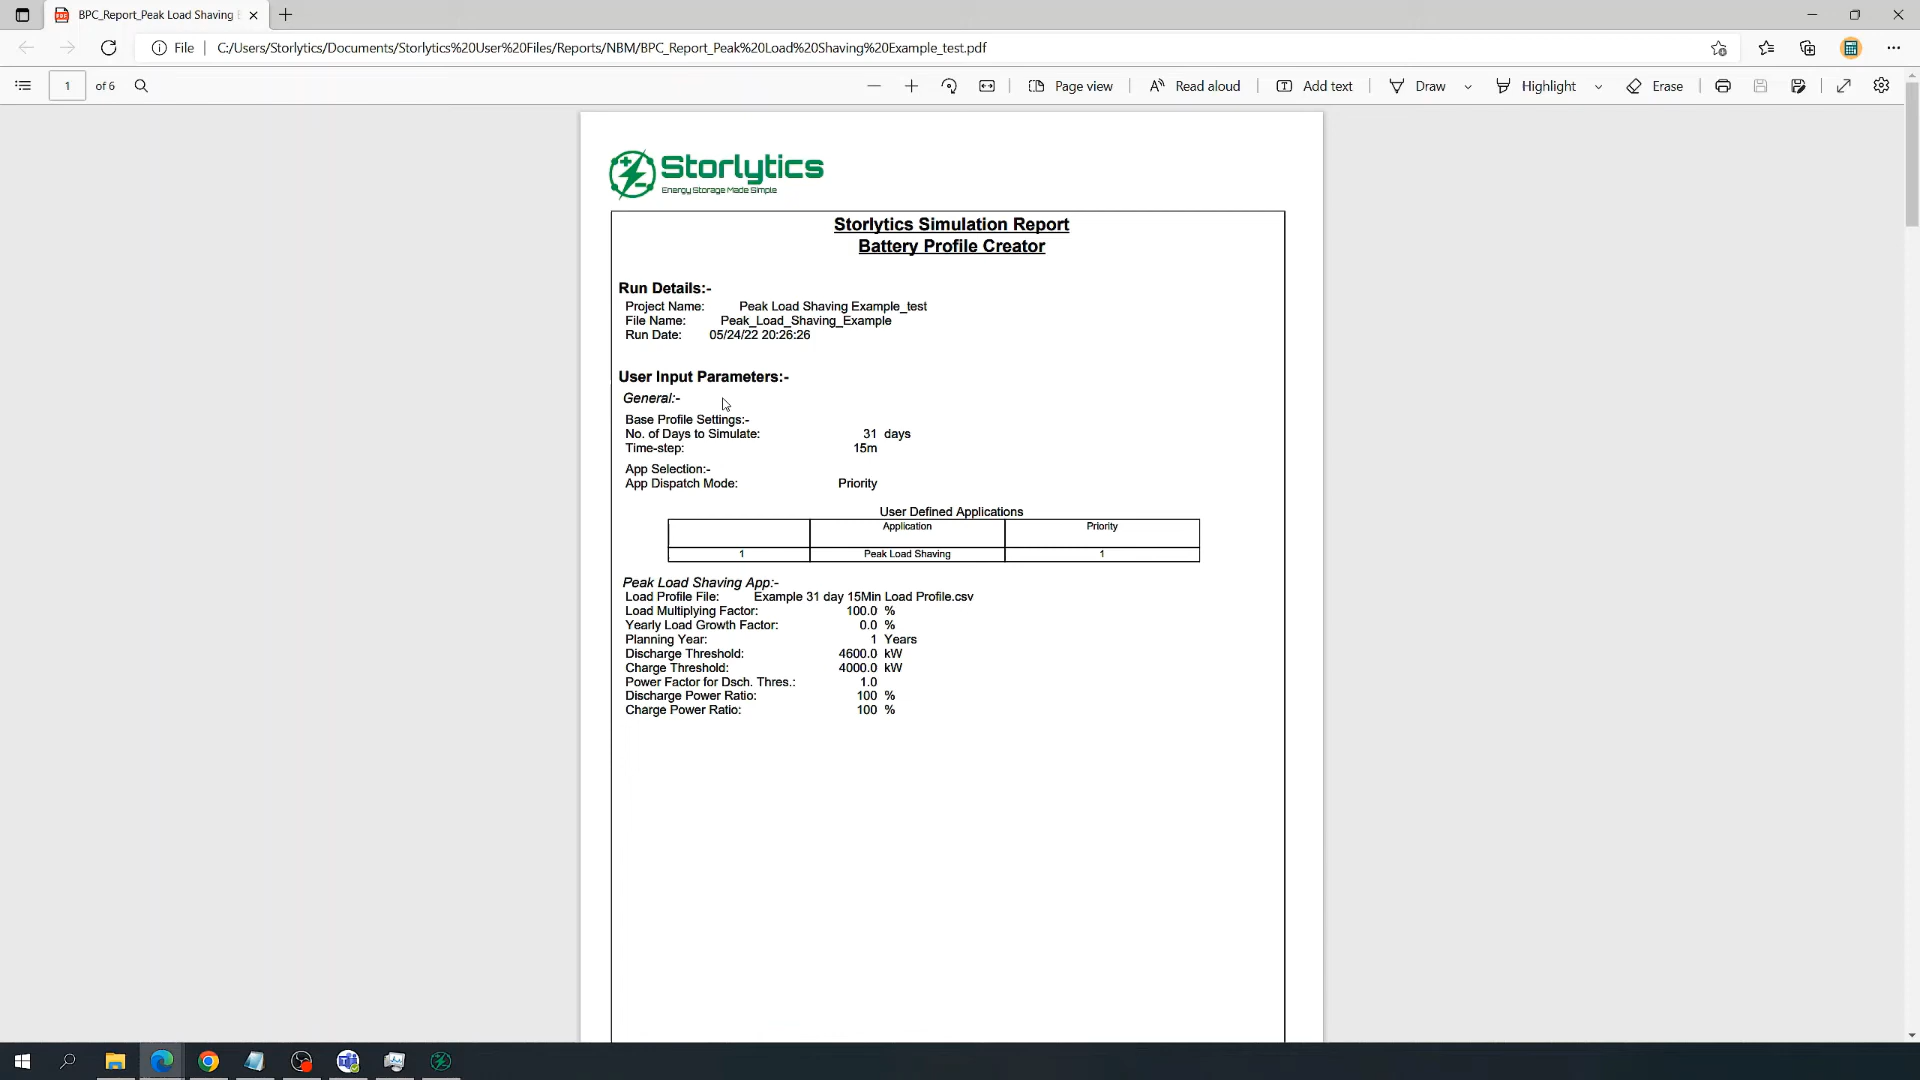 BPC_Report_Peak Load Shaving
File
C:/Users/Storlytics/Documents/Storlytics%20User%20Files/Reports/NBM/BPC_Report_Peak%20Load%20Shaving%20Example_test.pdf
1 of 6
Page view
Read aloud
Add text
Draw
Highlight
Erase
Storlytics
Energy Storage Made Simple
Storlytics Simulation Report
Battery Profile Creator
Run Details:-
Project Name: Peak Load Shaving Example_test
File Name: Peak_Load_Shaving_Example
Run Date: 05/24/22 20:26:26
User Input Parameters:-
General:-
Base Profile Settings:-
No. of Days to Simulate: 31 days
Time-step: 15m
App Selection:-
App Dispatch Mode: Priority
User Defined Applications
Application Priority
1 Peak Load Shaving 1
Peak Load Shaving App:-
Load Profile File: Example 31 day 15Min Load Profile.csv
Load Multiplying Factor: 100.0 %
Yearly Load Growth Factor: 0.0 %
Planning Year: 1 Years
Discharge Threshold: 4600.0 kW
Charge Threshold: 4000.0 kW
Power Factor for Dsch. Thres.: 1.0
Discharge Power Ratio: 100 %
Charge Power Ratio: 100 %